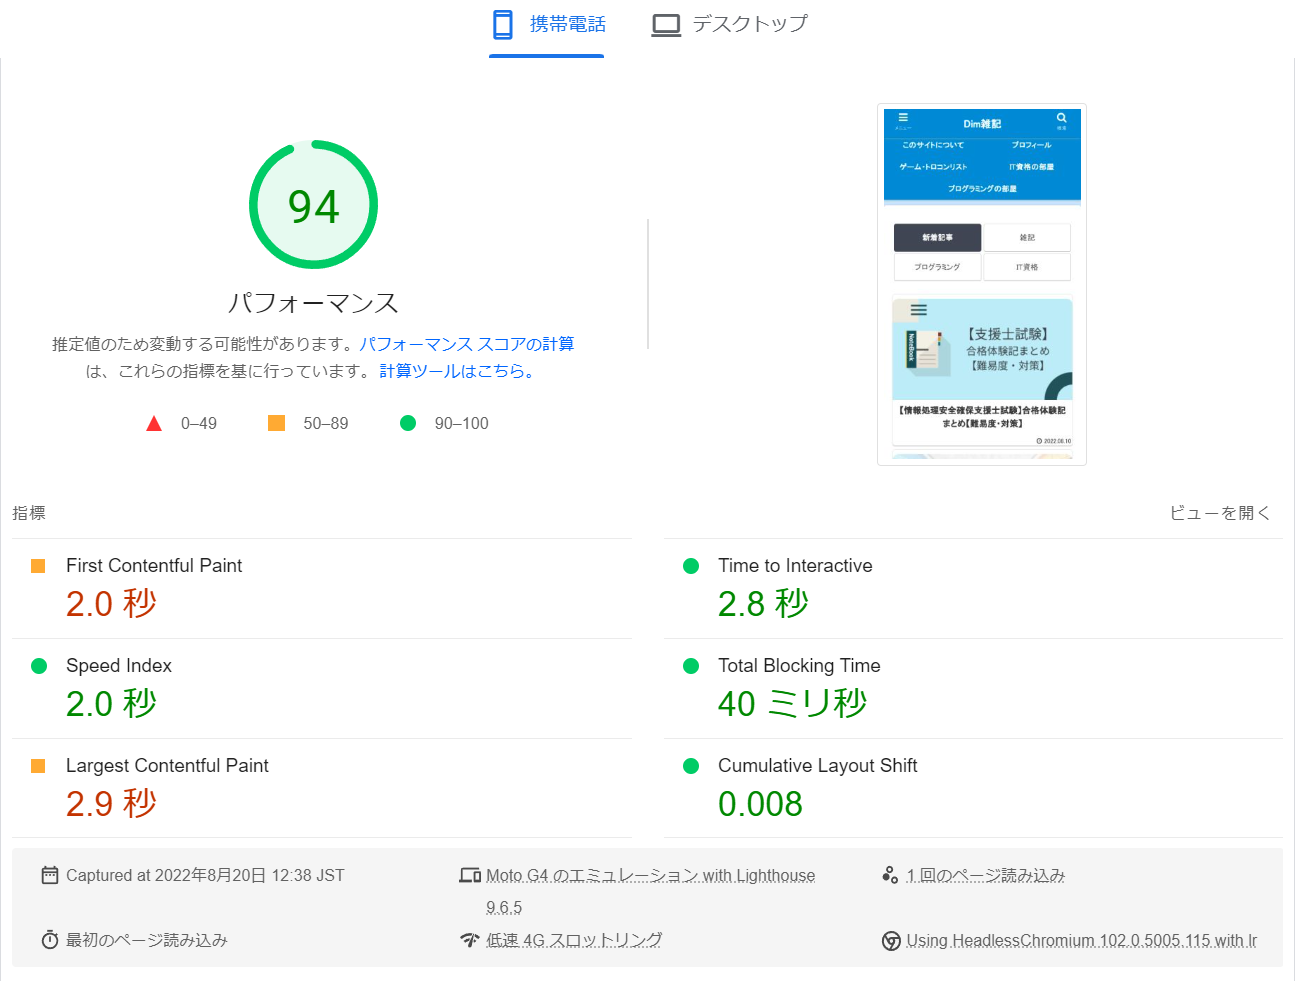 携帯電話
デスクトップ
94
パフォーマンス
推定値のため変動する可能性があります。パフォーマンス スコアの計算
は、これらの指標を基に行っています。計算ツールはこちら。
0–49
50–89
90–100
メニュー
Dim雑記
検索
このサイトについて
プロフィール
ゲーム・トロコンリスト
IT資格の部屋
プログラミングの部屋
新着記事
雑記
プログラミング
IT資格
NoteBook
【支援士試験】
合格体験記まとめ
【難易度・対策】
【情報処理安全確保支援士試験】合格体験記
まとめ【難易度・対策】
2022.08.10
指標
ビューを開く
First Contentful Paint
2.0 秒
Time to Interactive
2.8 秒
Speed Index
2.0 秒
Total Blocking Time
40 ミリ秒
Largest Contentful Paint
2.9 秒
Cumulative Layout Shift
0.008
Captured at 2022年8月20日 12:38 JST
Moto G4 のエミュレーション with Lighthouse
9.6.5
1 回のページ読み込み
最初のページ読み込み
低速 4G スロットリング
Using HeadlessChromium 102.0.5005.115 with lr